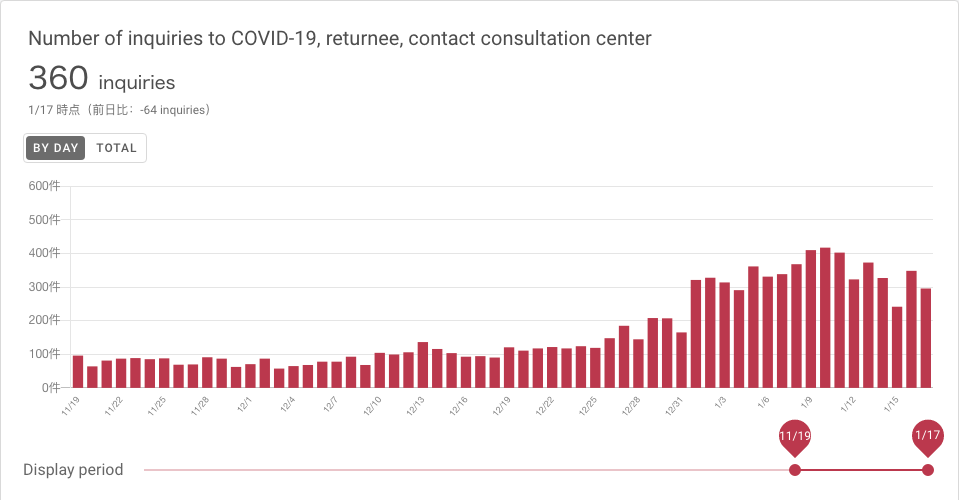 Number of inquiries to COVID-19, returnee, contact consultation center
360 inquiries
1/17 時点（前日比：-64 inquiries）
BY DAY TOTAL
600件
500件
400件
300件
200件
100件
0件
11/19 11/22 11/25 11/28 12/1 12/4 12/7 12/10 12/13 12/16 12/19 12/22 12/25 12/28 12/31 1/3 1/6 1/9 1/12 1/15
11/19 1/17
Display period